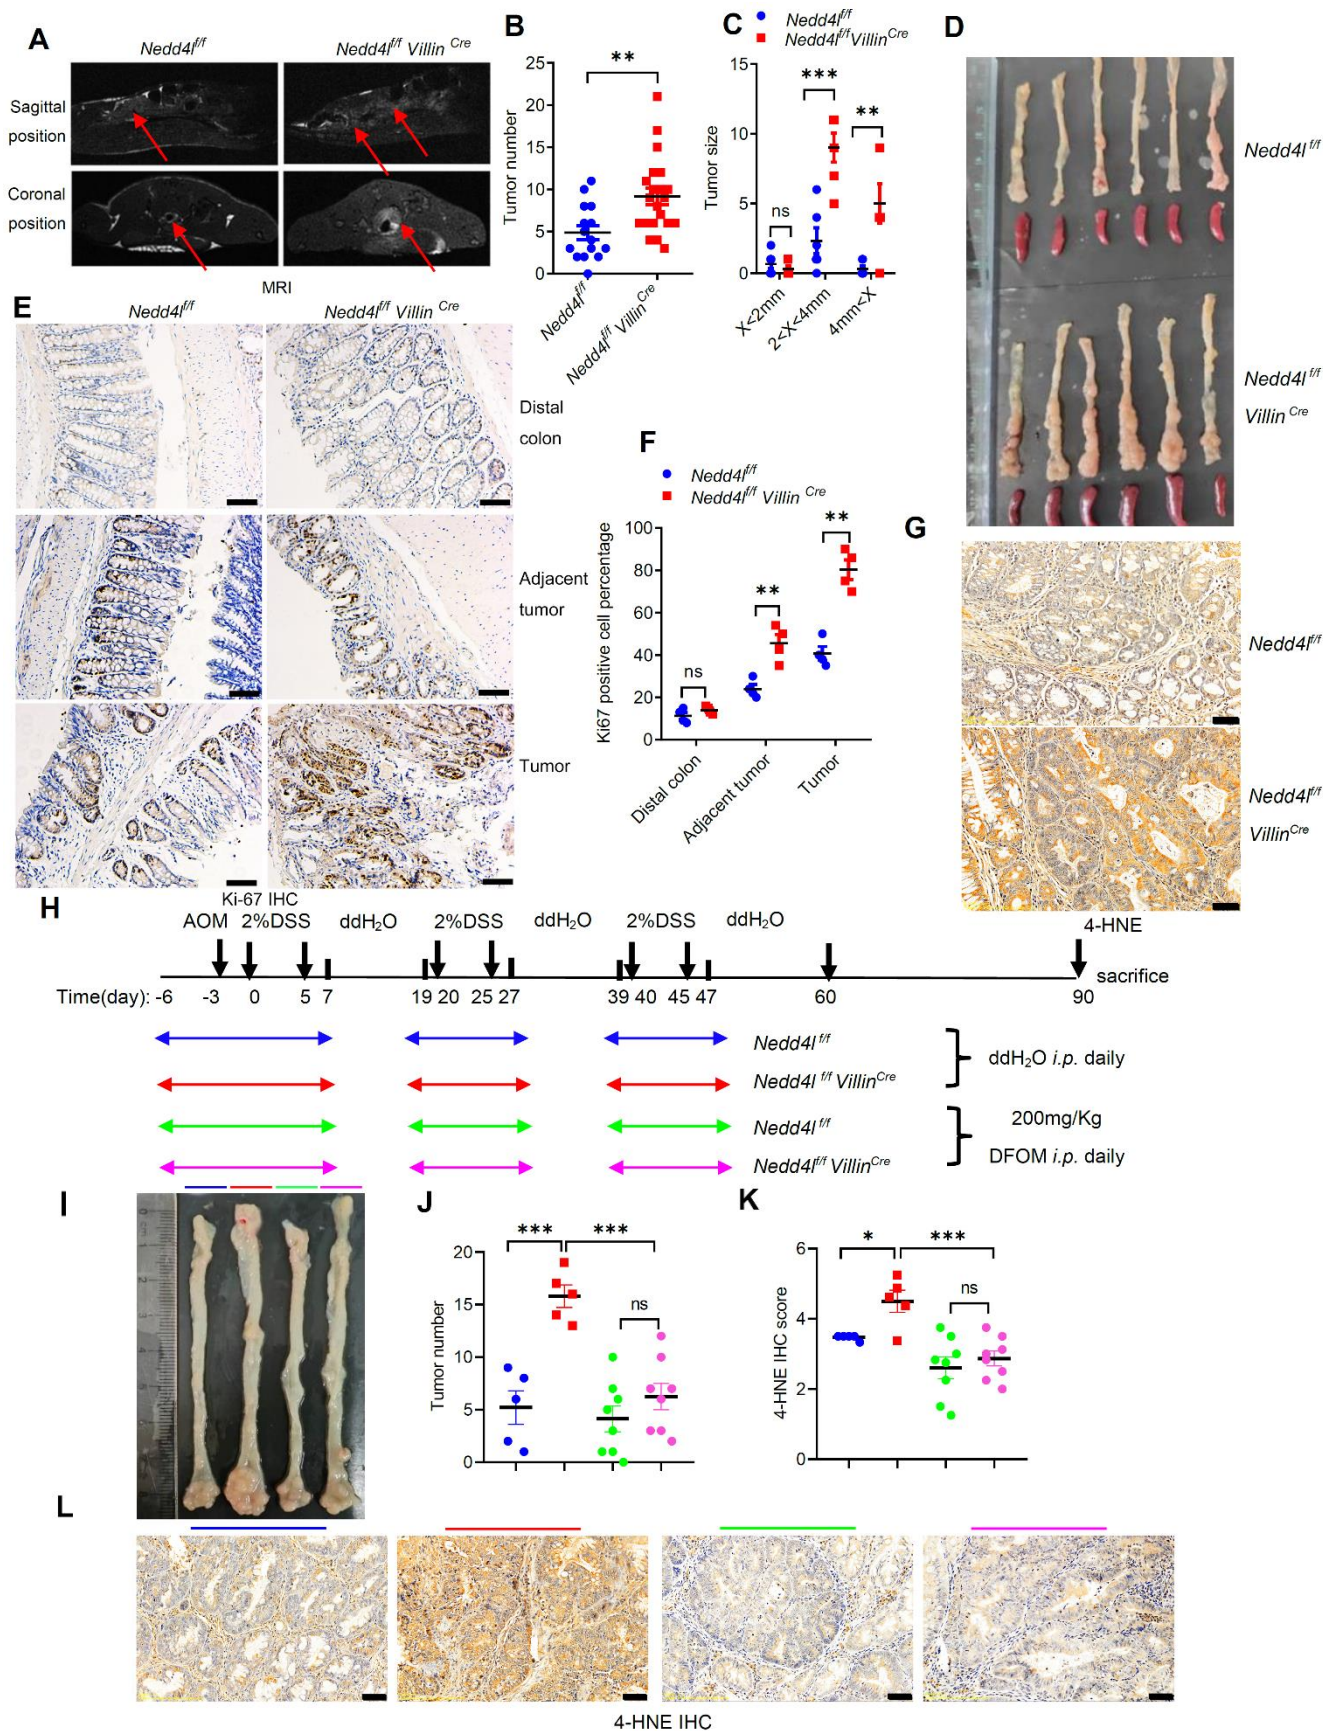 A
Nedd4l f/f
Nedd4l f/f Villin Cre
Sagittal
position
Coronal
position
MRI
B
**
Tumor number
25
20
15
10
5
0
Nedd4l f/f
Nedd4l f/f Villin Cre
C
Nedd4l f/f
Nedd4l f/f Villin Cre
Tumor size
15
10
5
0
ns
***
**
X<2mm
2<X<4mm
4mm<X
D
Nedd4l f/f
Nedd4l f/f
Villin Cre
E
Nedd4l f/f
Nedd4l f/f Villin Cre
Distal
colon
Adjacent
tumor
Tumor
Ki-67 IHC
F
Nedd4l f/f
Nedd4l f/f Villin Cre
Ki67 positive cell percentage
100
80
60
40
20
0
ns
**
**
Distal colon
Adjacent tumor
Tumor
G
Nedd4l f/f
Nedd4l f/f
Villin Cre
4-HNE
H
AOM 2%DSS ddH2O 2%DSS ddH2O 2%DSS ddH2O
sacrifice
Time(day): -6 -3 0 5 7 19 20 25 27 39 40 45 47 60 90
Nedd4l f/f
Nedd4l f/f Villin Cre
ddH2O i.p. daily
Nedd4l f/f
Nedd4l f/f Villin Cre
200mg/Kg
DFOM i.p. daily
I
J
***
***
ns
Tumor number
20
15
10
5
0
K
*
***
ns
4-HNE IHC score
6
4
2
0
L
4-HNE IHC